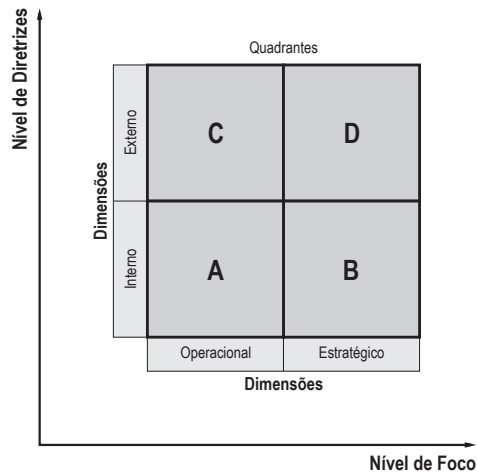 Nível de Diretrizes
Quadrantes
Dimensões
Externo
Interno
C
D
A
B
Operacional
Estratégico
Dimensões
Nível de Foco